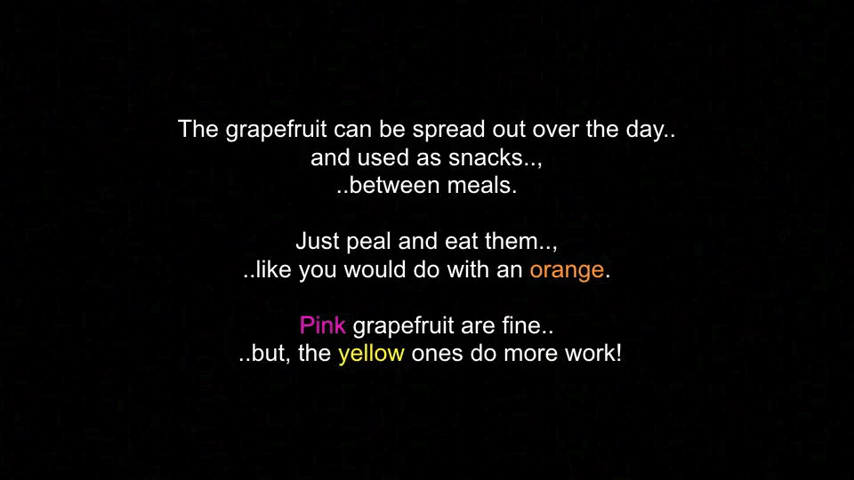 The grapefruit can be spread out over the day..
and used as snacks..,
..between meals.
Just peal and eat them..,
..like you would do with an orange.
Pink grapefruit are fine..
..but, the yellow ones do more work!